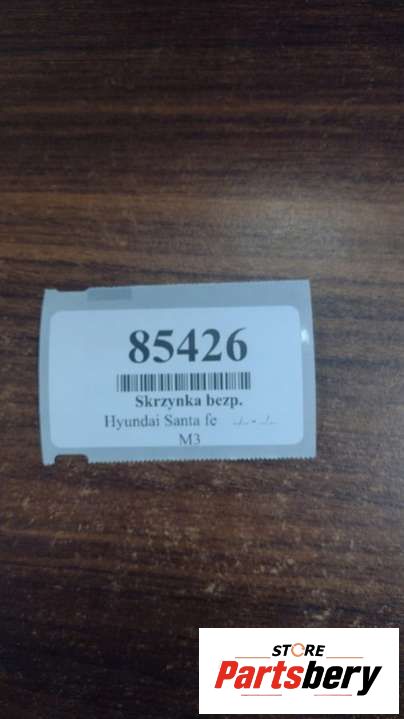 85426
Skrzynka bezp.
Hyundai Santa fe ../.. - ../..
M3
STORE
Partsbery